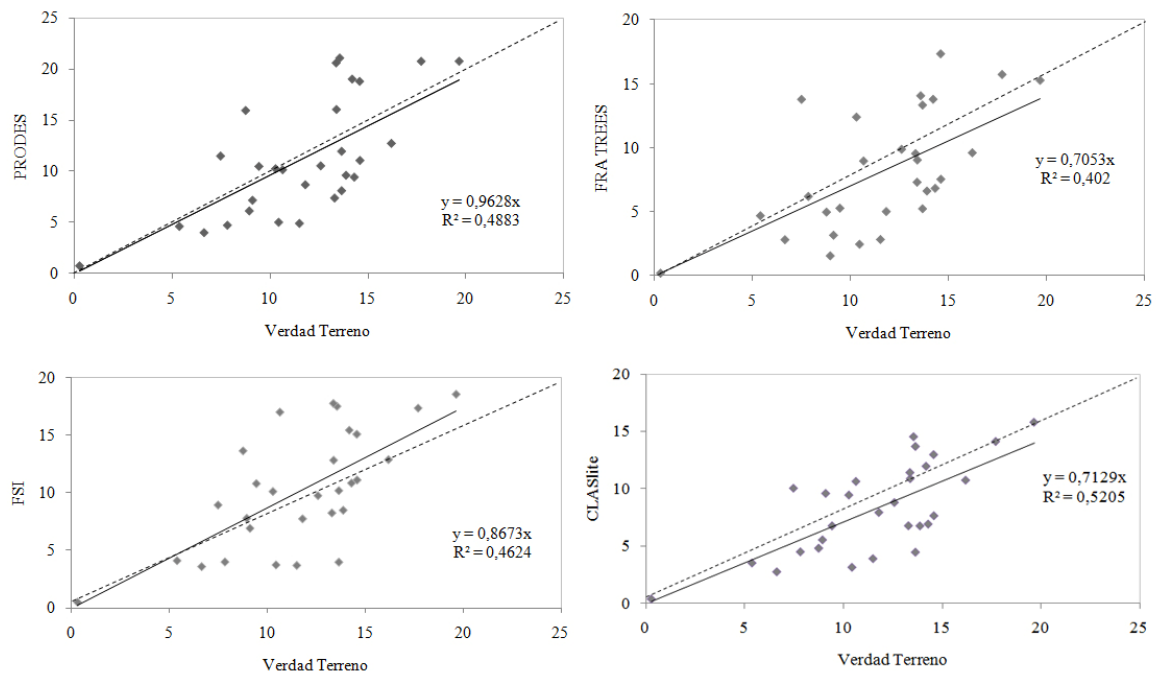 25
20
15
10
5
0
PRODES
y = 0,9628x
R² = 0,4883
0 5 10 15 20 25
Verdad Terreno
20
15
10
5
0
FRA TREES
y = 0,7053x
R² = 0,402
0 5 10 15 20 25
Verdad Terreno
20
15
10
5
0
FSI
y = 0,8673x
R² = 0,4624
0 5 10 15 20 25
Verdad Terreno
20
15
10
5
0
CLASlite
y = 0,7129x
R² = 0,5205
0 5 10 15 20 25
Verdad Terreno